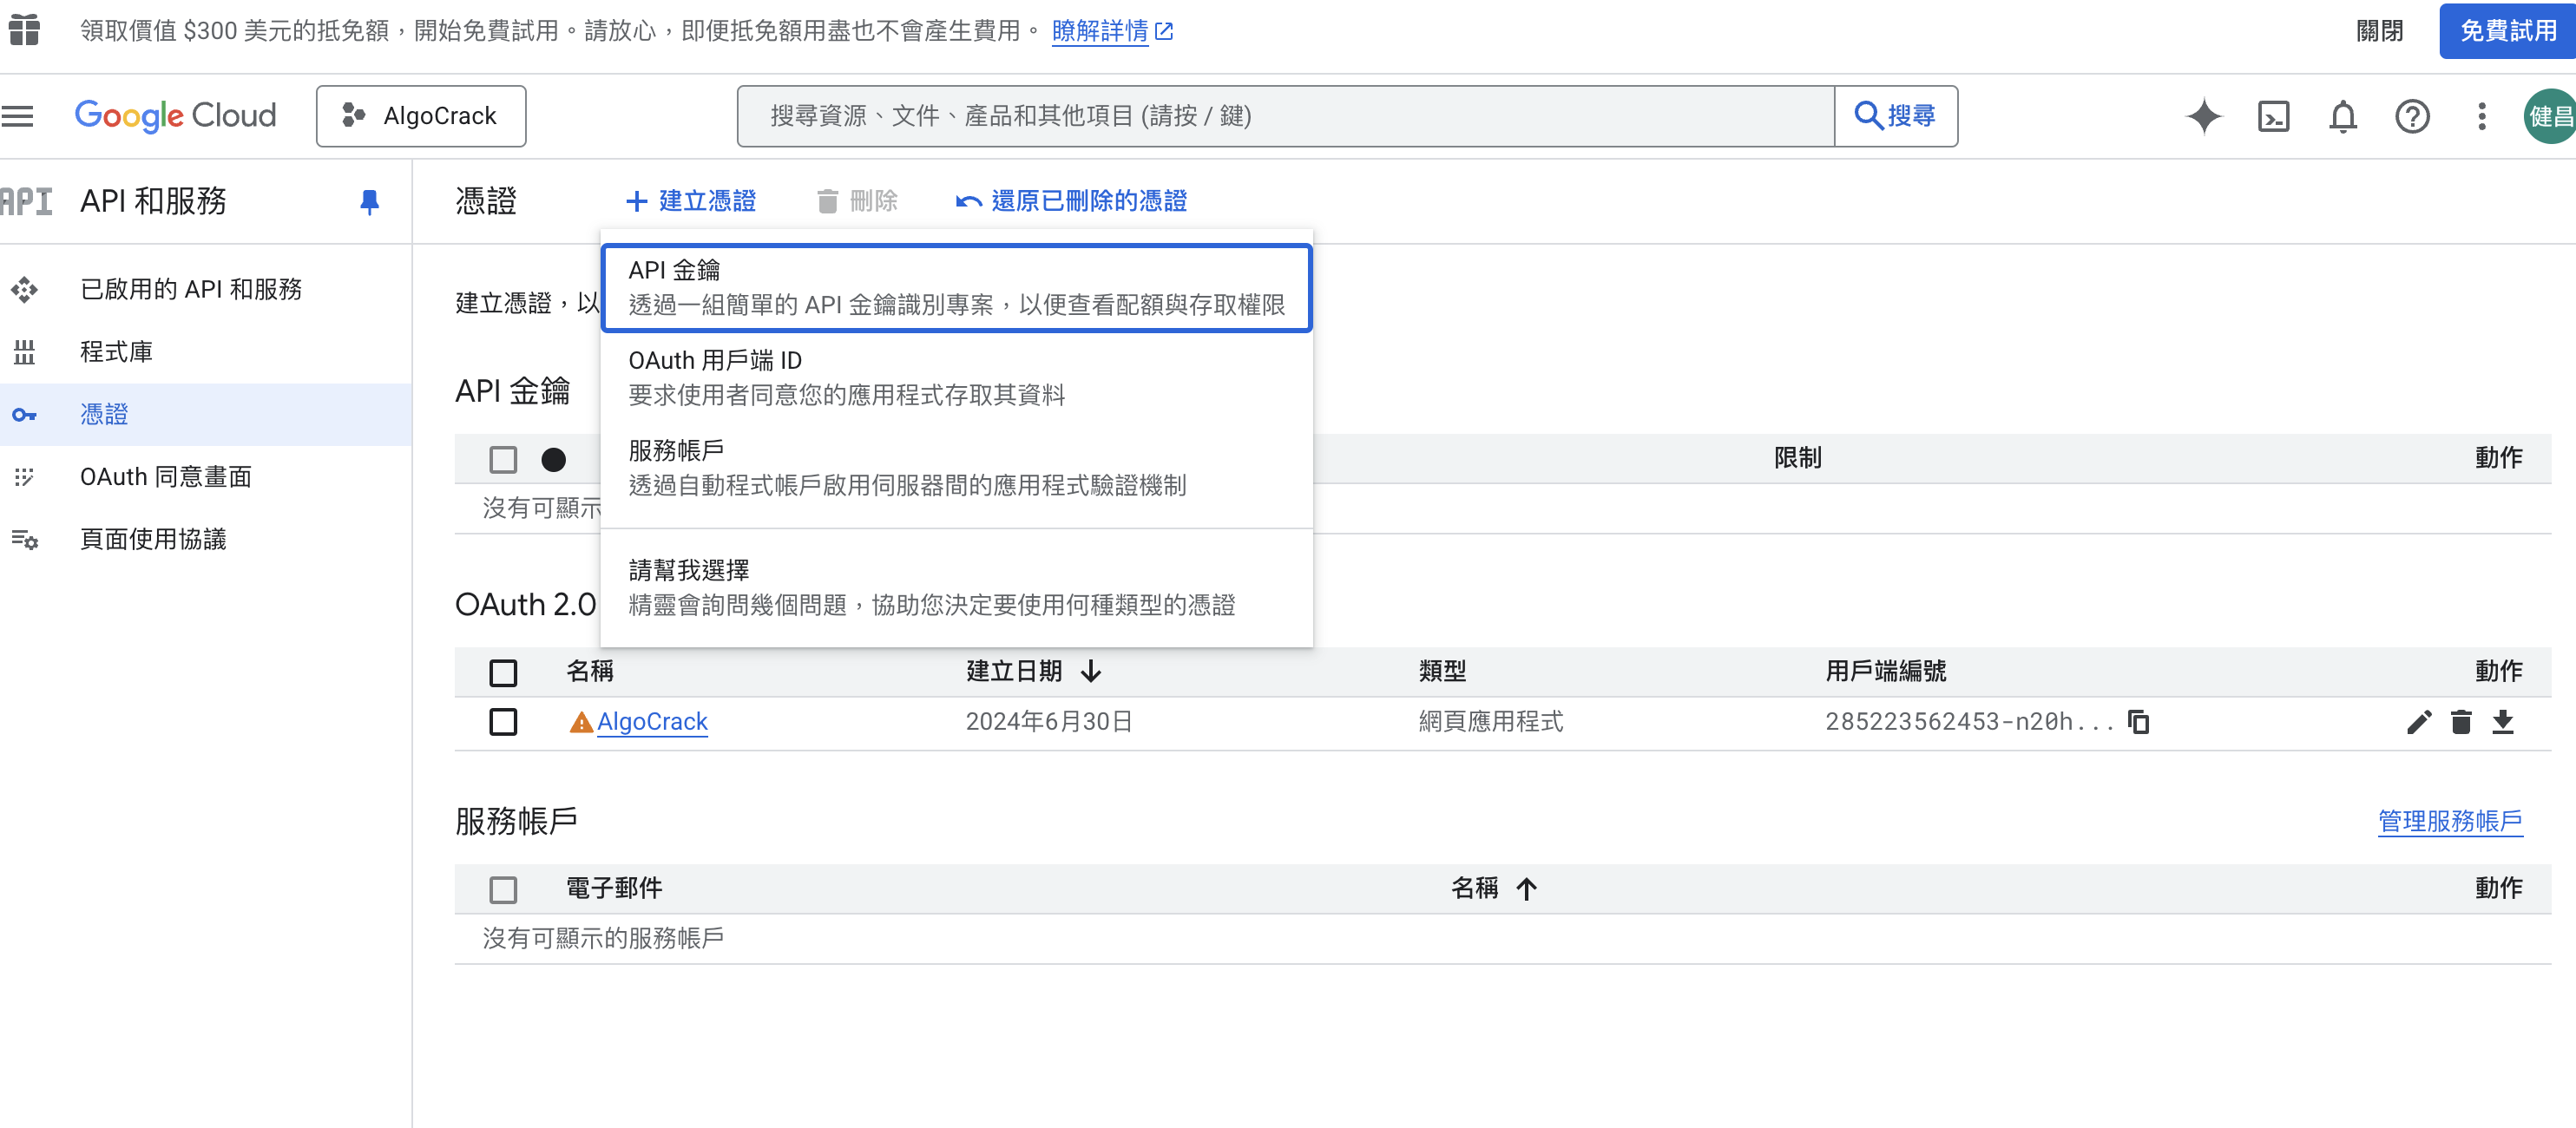 領取價值 $300 美元的抵免額，開始免費試用。請放心，即便抵免額用盡也不會產生費用。 瞭解詳情
關閉
免費試用
Google Cloud
AlgoCrack
搜尋資源、文件、產品和其他項目 (請按 / 鍵)
搜尋
健昌
API
API 和服務
已啟用的 API 和服務
程式庫
憑證
OAuth 同意畫面
頁面使用協議
憑證
建立憑證
刪除
還原已刪除的憑證
建立憑證，以
API 金鑰
透過一組簡單的 API 金鑰識別專案，以便查看配額與存取權限
OAuth 用戶端 ID
要求使用者同意您的應用程式存取其資料
服務帳戶
透過自動程式帳戶啟用伺服器間的應用程式驗證機制
請幫我選擇
精靈會詢問幾個問題，協助您決定要使用何種類型的憑證
API 金鑰
限制
動作
沒有可顯示
OAuth 2.0
名稱
建立日期
類型
用戶端編號
動作
AlgoCrack
2024年6月30日
網頁應用程式
285223562453-n20h...
服務帳戶
管理服務帳戶
電子郵件
名稱
動作
沒有可顯示的服務帳戶